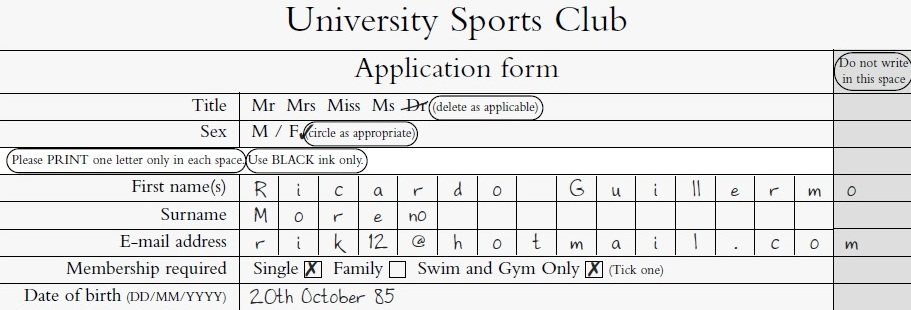 University Sports Club
Application form
Do not write
in this space
Title Mr Mrs Miss Ms Dr (delete as applicable)
Sex M / F ✓ (circle as appropriate)
Please PRINT one letter only in each space. Use BLACK ink only.
First name(s) R i c a r d o G u i ll e r m o
Surname M o r e no
E-mail address r i k 12 @ h o t m a i l . c o m
Membership required Single ☒ Family ☐ Swim and Gym Only ☒ (Tick one)
Date of birth (DD/MM/YYYY) 20th October 85